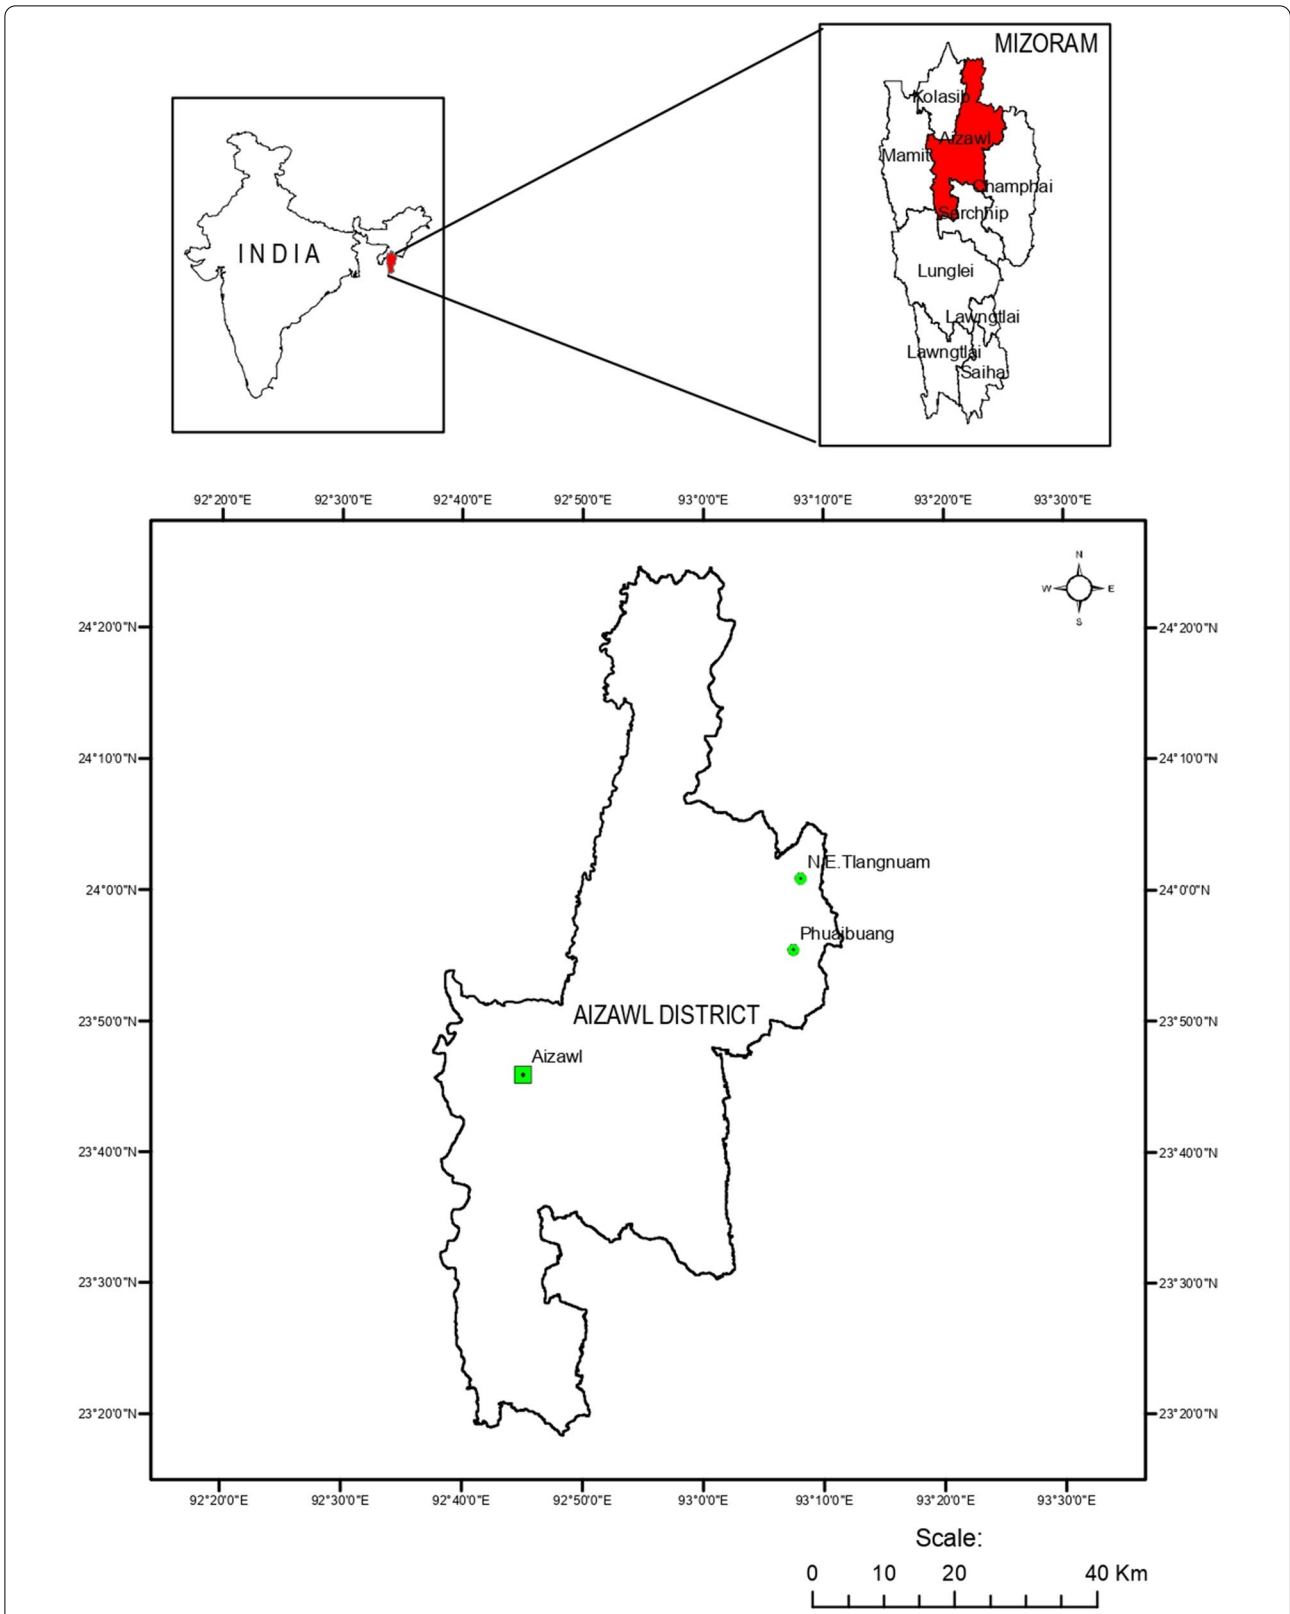 MIZORAM
Kolasib
Aizawl
Mamit
Champhai
Serchhip
INDIA
Lunglei
Lawngtlai
Lawngtlai
Saiha
92°20'0"E 92°30'0"E 92°40'0"E 92°50'0"E 93°0'0"E 93°10'0"E 93°20'0"E 93°30'0"E
N
W E
S
24°20'0"N 24°20'0"N
24°10'0"N 24°10'0"N
N.E.Tlangnuam
24°0'0"N 24°0'0"N
Phuaibuang
AIZAWL DISTRICT
23°50'0"N 23°50'0"N
Aizawl
23°40'0"N 23°40'0"N
23°30'0"N 23°30'0"N
23°20'0"N 23°20'0"N
92°20'0"E 92°30'0"E 92°40'0"E 92°50'0"E 93°0'0"E 93°10'0"E 93°20'0"E 93°30'0"E
Scale:
0 10 20 40 Km